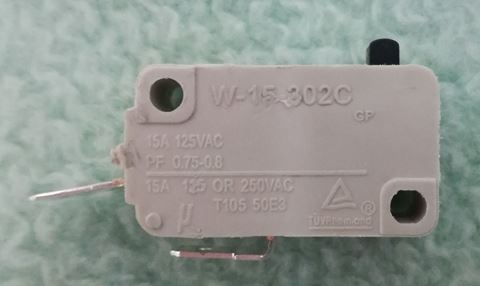 W-15-302C
GP
15A 125VAC
PF 0.75-0.8
15A 125 OR 250VAC
T105 50E3
µ
TÜVRheinland
®